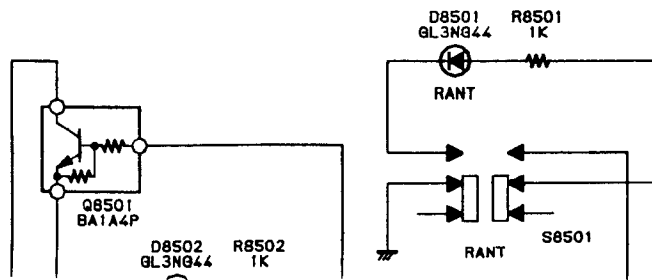 D8501 R8501
GL3NG44 1K
RANT
Q8501
BA1A4P
D8502 R8502
GL3NG44 1K
S8501
RANT